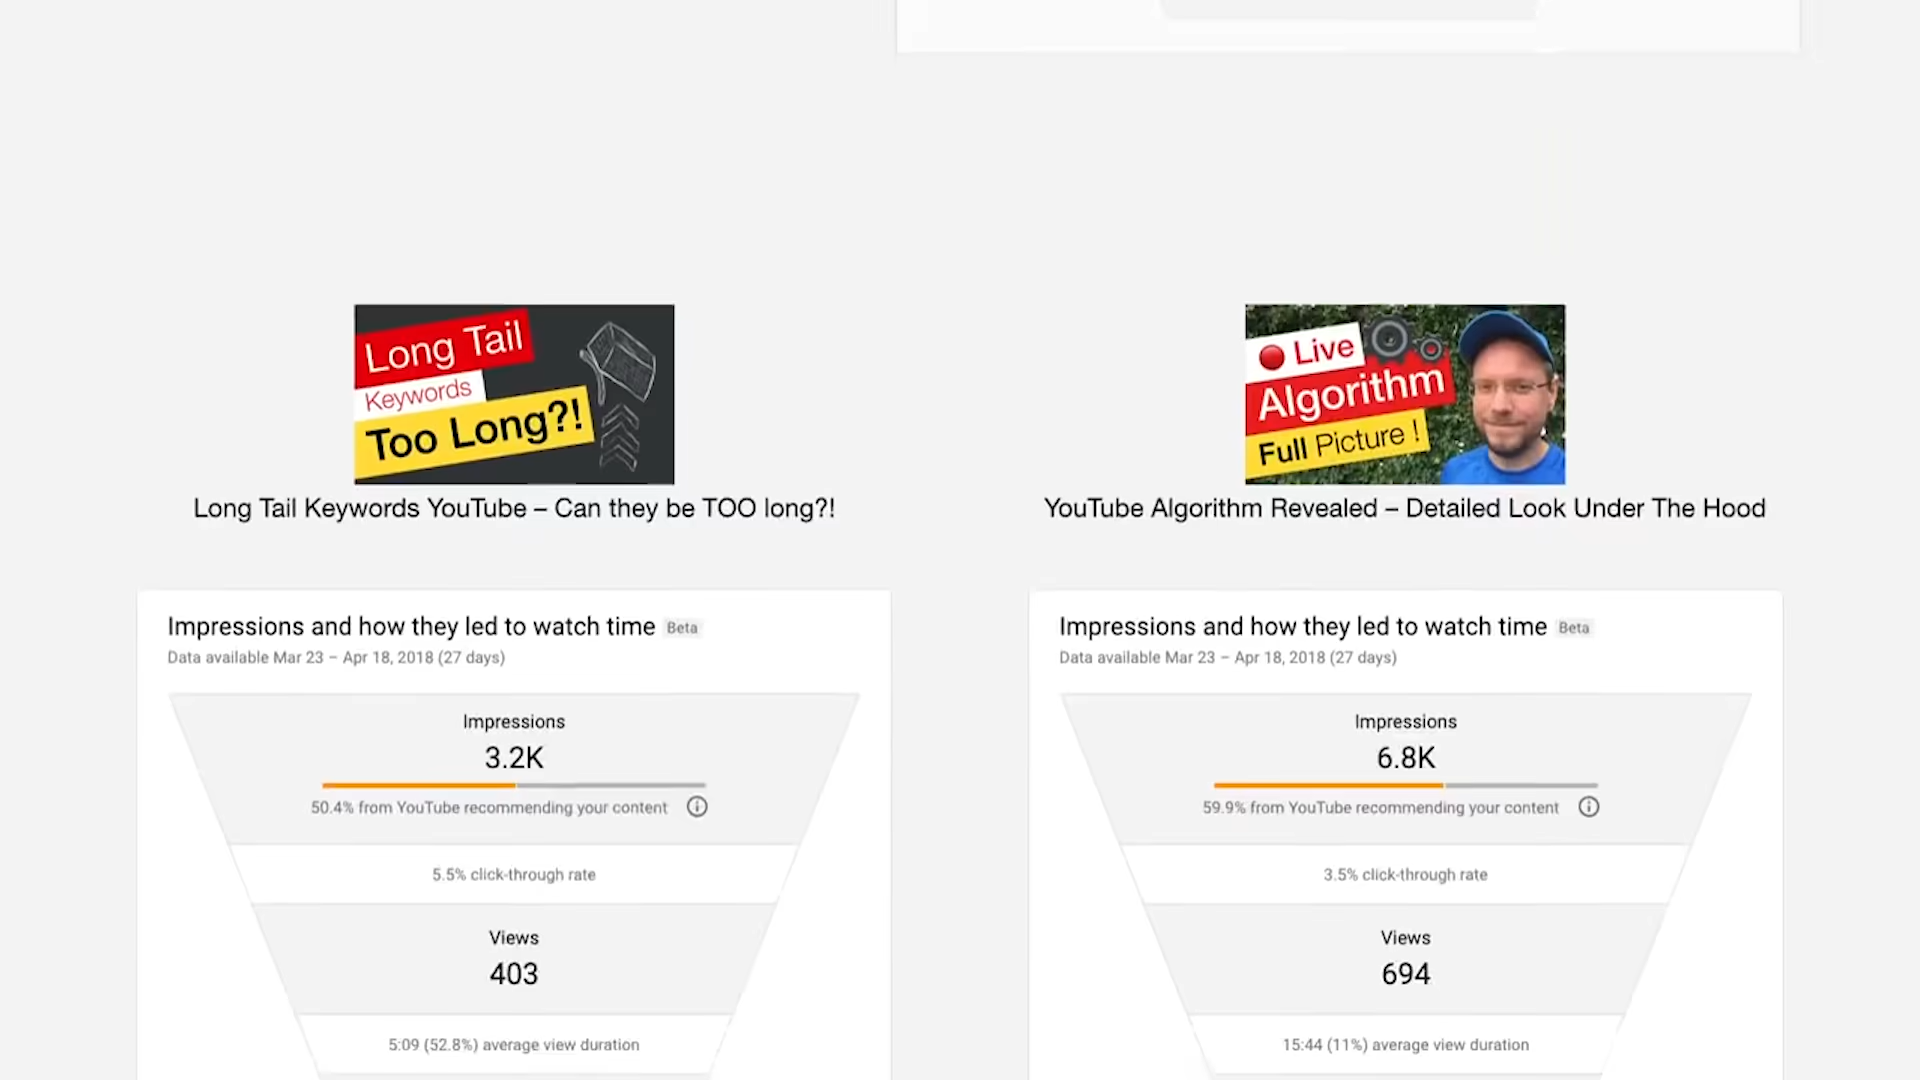 Long Tail
Keywords
Too Long?!
Long Tail Keywords YouTube – Can they be TOO long?!
Impressions and how they led to watch time Beta
Data available Mar 23 – Apr 18, 2018 (27 days)
Impressions
3.2K
50.4% from YouTube recommending your content
5.5% click-through rate
Views
403
5:09 (52.8%) average view duration
Live
Algorithm
Full Picture !
YouTube Algorithm Revealed – Detailed Look Under The Hood
Impressions and how they led to watch time Beta
Data available Mar 23 – Apr 18, 2018 (27 days)
Impressions
6.8K
59.9% from YouTube recommending your content
3.5% click-through rate
Views
694
15:44 (11%) average view duration